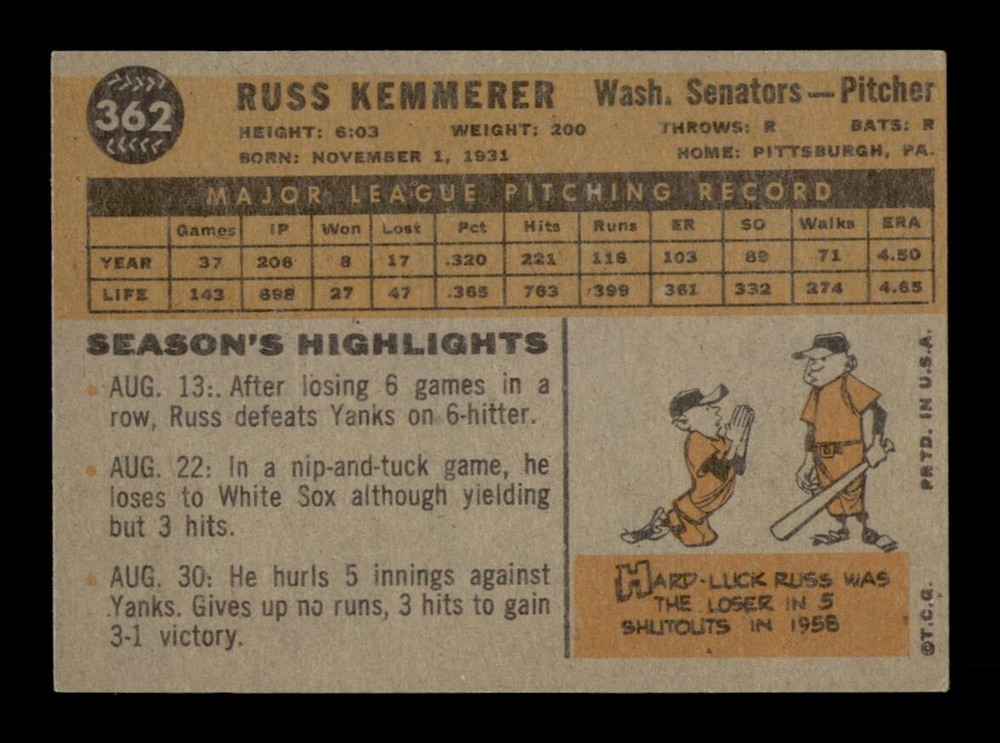 362
RUSS KEMMERER Wash. Senators — Pitcher
HEIGHT: 6:03 WEIGHT: 200 THROWS: R BATS: R
BORN: NOVEMBER 1, 1931 HOME: PITTSBURGH, PA.
MAJOR LEAGUE PITCHING RECORD
Games IP Won Lost Pct Hits Runs ER SO Walks ERA
YEAR 37 206 8 17 .320 221 116 103 89 71 4.50
LIFE 143 698 27 47 .365 763 399 361 332 274 4.65
SEASON'S HIGHLIGHTS
AUG. 13:. After losing 6 games in a
row, Russ defeats Yanks on 6-hitter.
AUG. 22: In a nip-and-tuck game, he
loses to White Sox although yielding
but 3 hits.
AUG. 30: He hurls 5 innings against
Yanks. Gives up no runs, 3 hits to gain
3-1 victory.
HARD-LUCK RUSS WAS
THE LOSER IN 5
SHUTOUTS IN 1958
©T.C.G. PRTD. IN U.S.A.